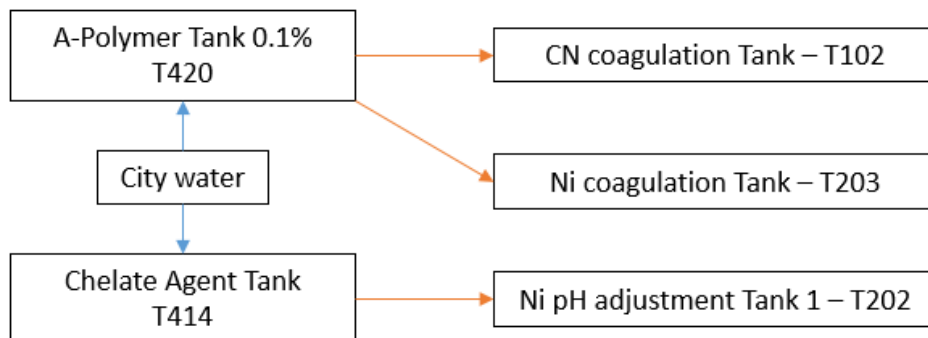 A-Polymer Tank 0.1%
T420
CN coagulation Tank – T102
City water
Ni coagulation Tank – T203
Chelate Agent Tank
T414
Ni pH adjustment Tank 1 – T202